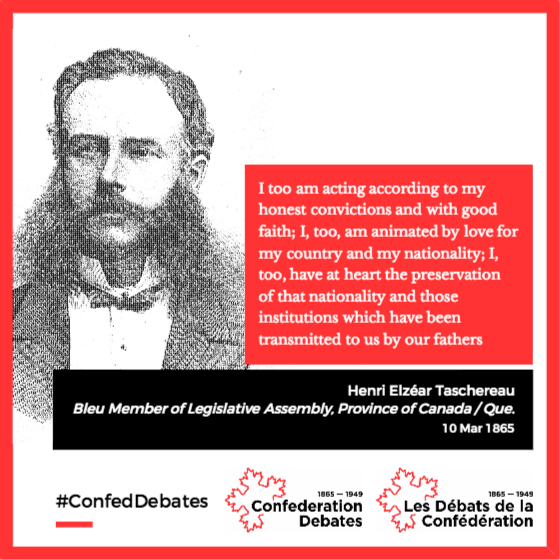 I too am acting according to my
honest convictions and with good
faith; I, too, am animated by love for
my country and my nationality; I,
too, have at heart the preservation
of that nationality and those
institutions which have been
transmitted to us by our fathers
Henri Elzéar Taschereau
Bleu Member of Legislative Assembly, Province of Canada / Que.
10 Mar 1865
#ConfedDebates
1865 — 1949
Confederation
Debates
1865 — 1949
Les Débats de la
Confédération